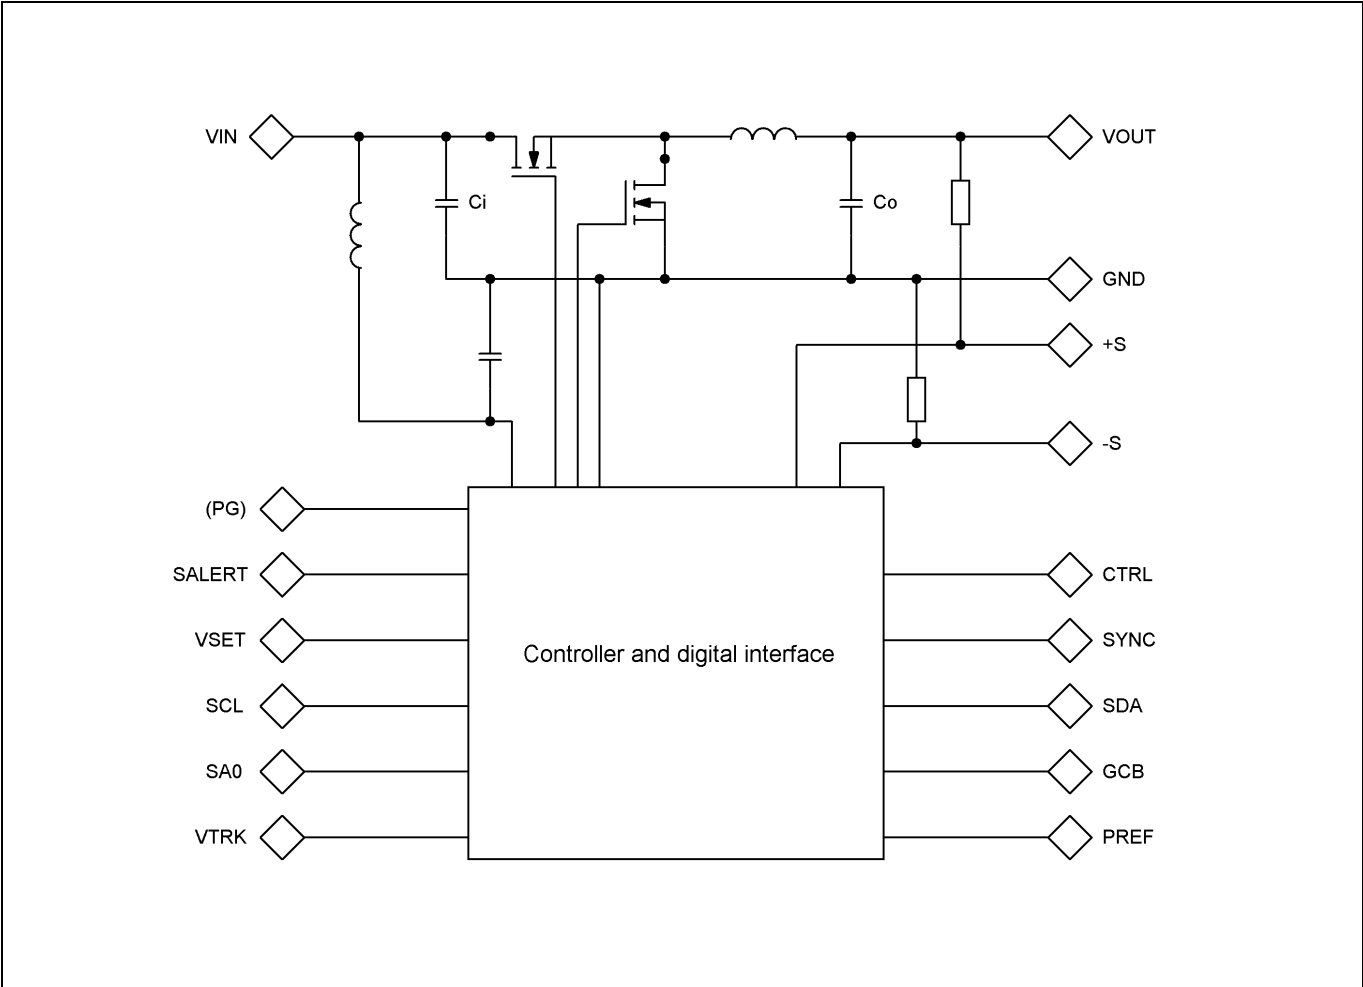 VIN
VOUT
Ci
Co
GND
+S
-S
(PG)
SALERT
CTRL
VSET
SYNC
Controller and digital interface
SCL
SDA
SA0
GCB
VTRK
PREF